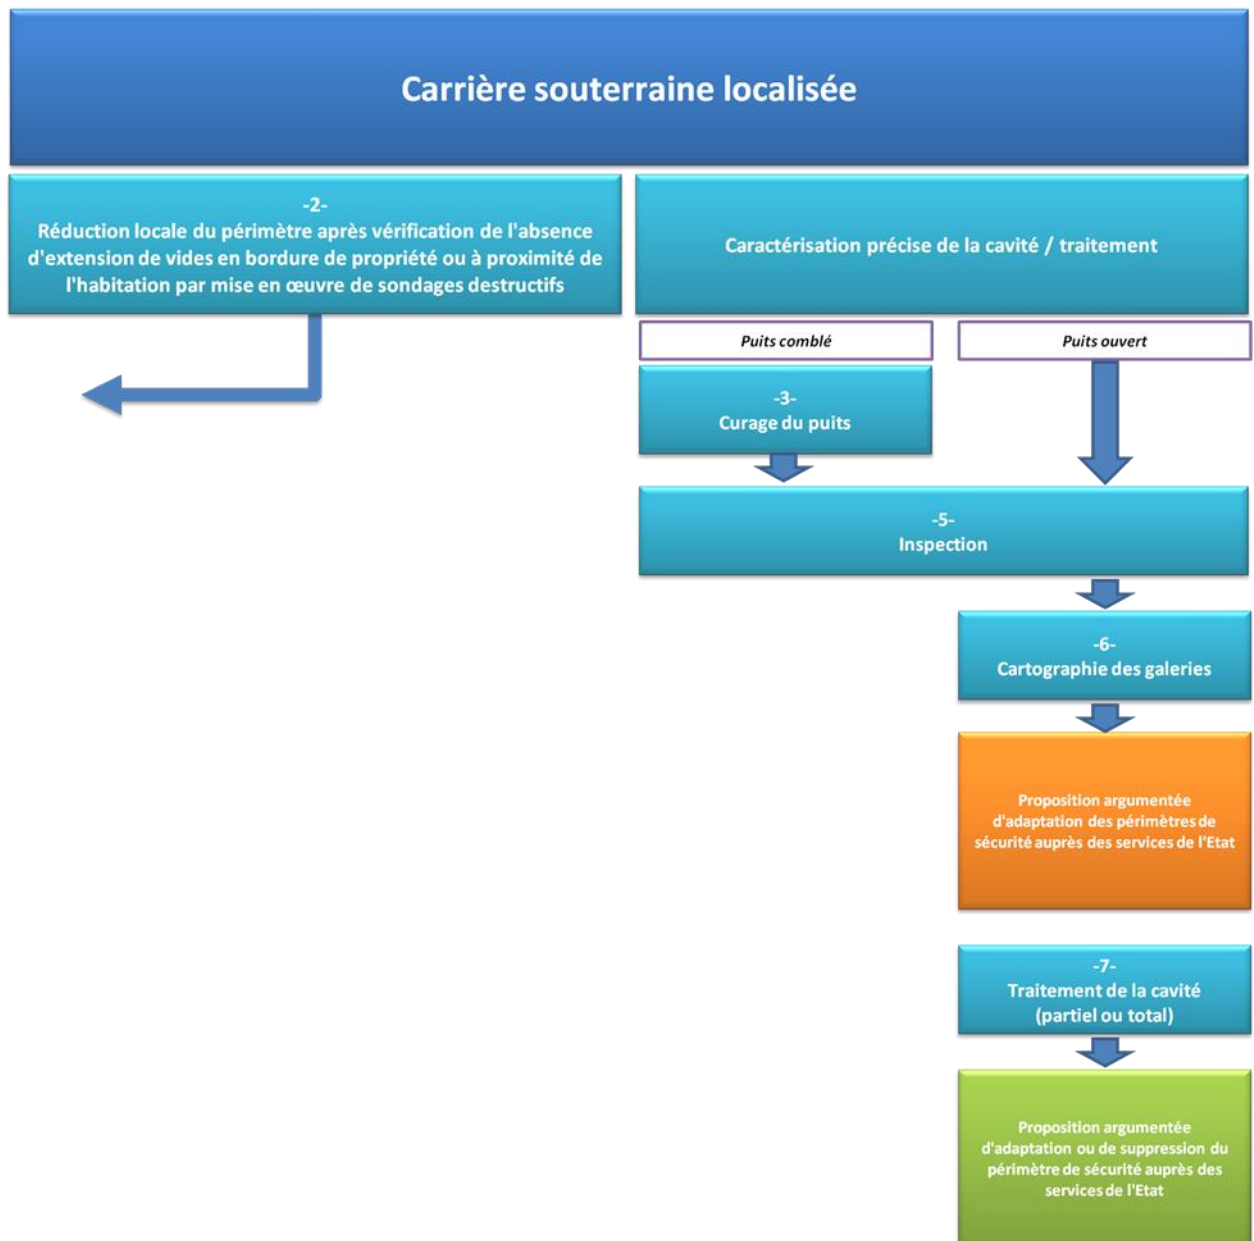 Carrière souterraine localisée
-2-
Réduction locale du périmètre après vérification de l'absence
d'extension de vides en bordure de propriété ou à proximité de
l'habitation par mise en œuvre de sondages destructifs
Caractérisation précise de la cavité / traitement
Puits comblé
Puits ouvert
-3-
Curage du puits
-5-
Inspection
-6-
Cartographie des galeries
Proposition argumentée
d'adaptation des périmètres de
sécurité auprès des services de l'Etat
-7-
Traitement de la cavité
(partiel ou total)
Proposition argumentée
d'adaptation ou de suppression du
périmètre de sécurité auprès des
services de l'Etat